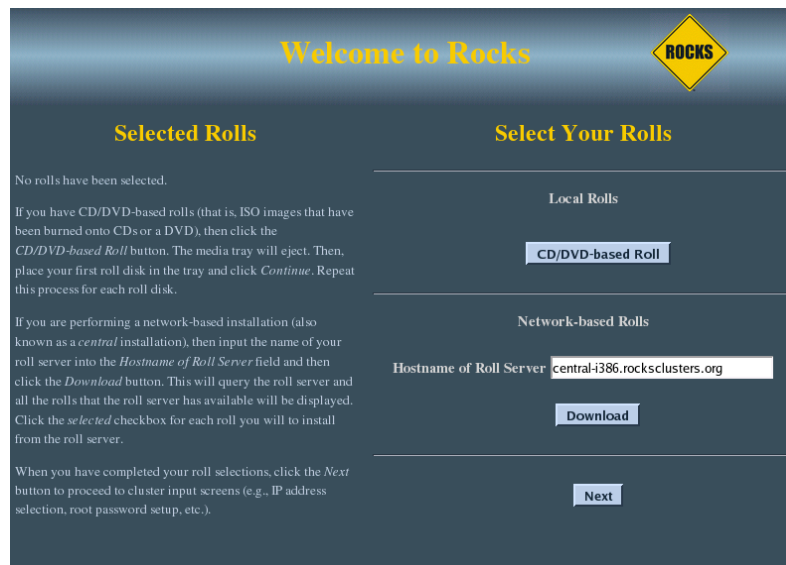 Welcome to Rocks
ROCKS
Selected Rolls
No rolls have been selected.
If you have CD/DVD-based rolls (that is, ISO images that have
been burned onto CDs or a DVD), then click the
CD/DVD-based Roll button. The media tray will eject. Then,
place your first roll disk in the tray and click Continue. Repeat
this process for each roll disk.
If you are performing a network-based installation (also
known as a central installation), then input the name of your
roll server into the Hostname of Roll Server field and then
click the Download button. This will query the roll server and
all the rolls that the roll server has available will be displayed.
Click the selected checkbox for each roll you will to install
from the roll server.
When you have completed your roll selections, click the Next
button to proceed to cluster input screens (e.g., IP address
selection, root password setup, etc.).
Select Your Rolls
Local Rolls
CD/DVD-based Roll
Network-based Rolls
Hostname of Roll Server central-i386.rocksclusters.org
Download
Next